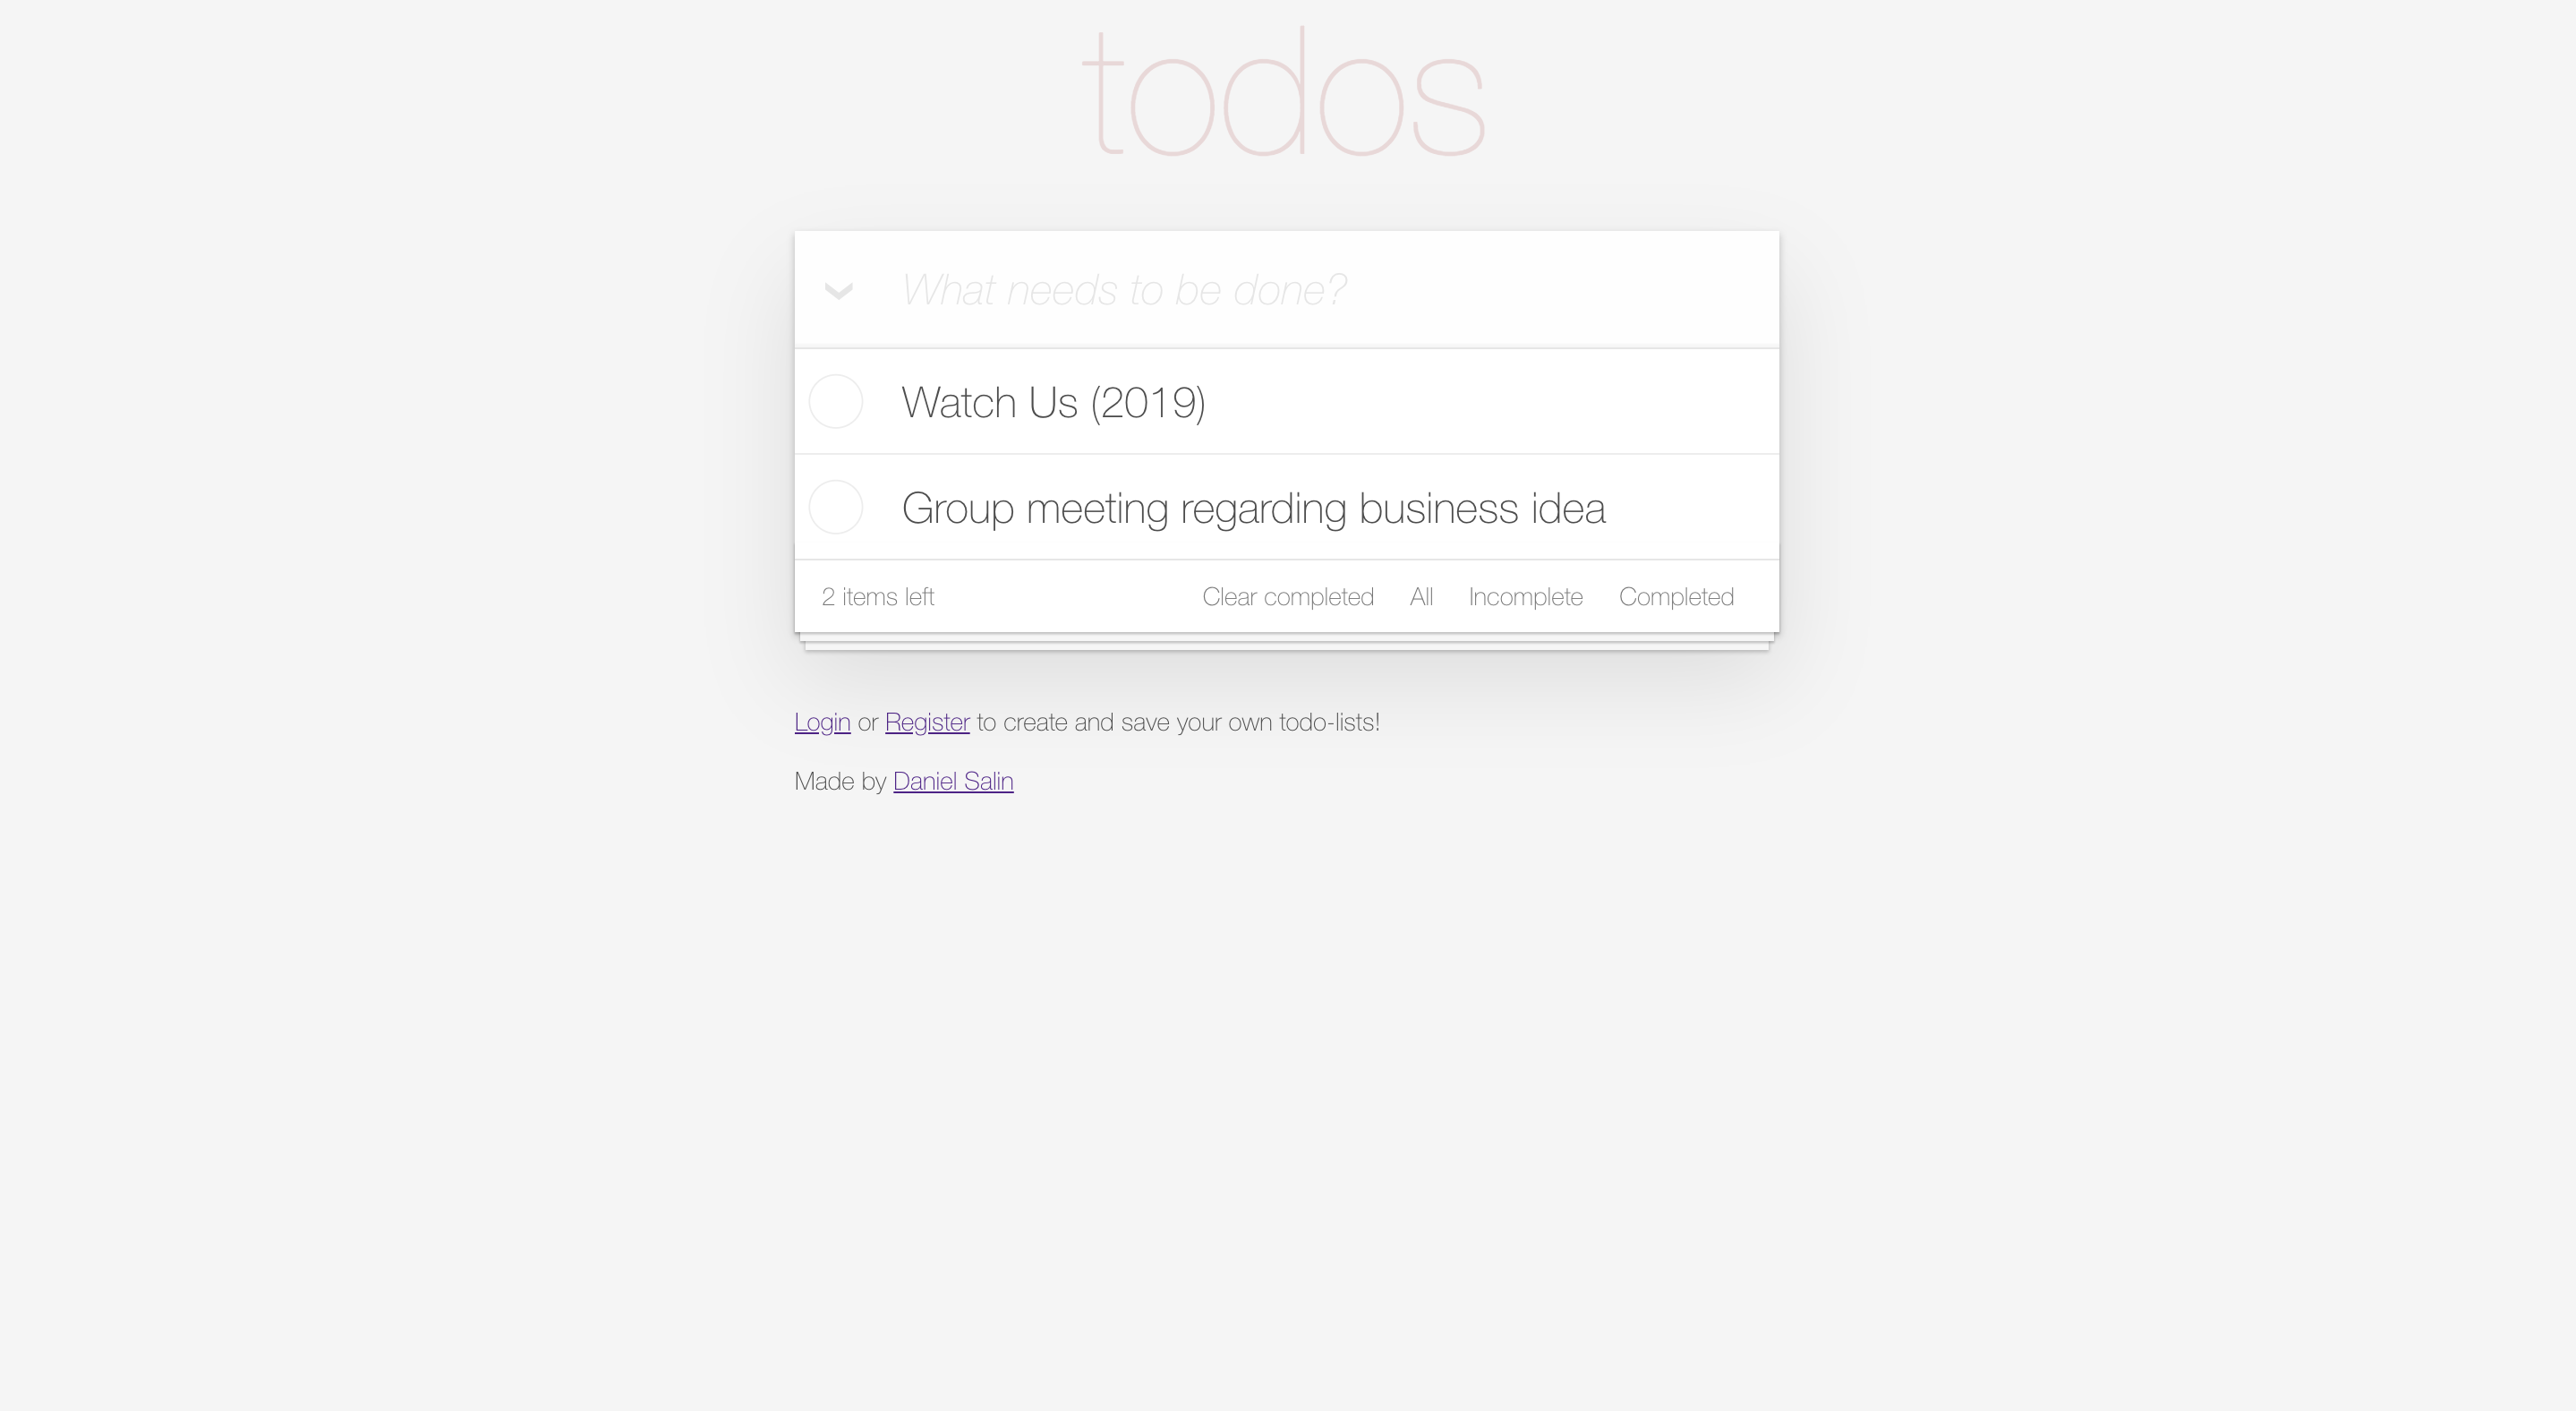 todos
What needs to be done?
Watch Us (2019)
Group meeting regarding business idea
2 items left Clear completed All Incomplete Completed
Login or Register to create and save your own todo-lists!
Made by Daniel Salin